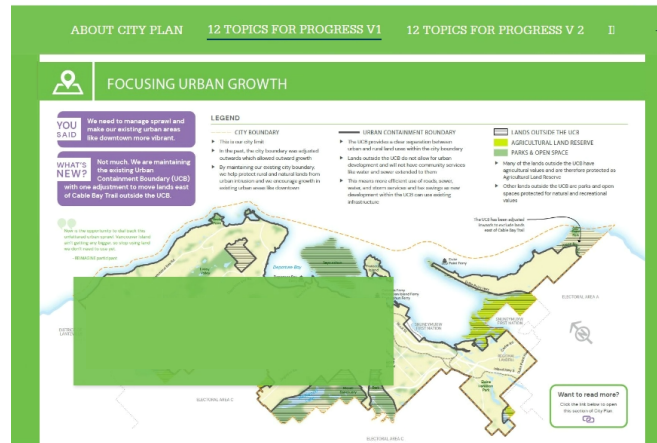 ABOUT CITY PLAN
12 TOPICS FOR PROGRESS V1
12 TOPICS FOR PROGRESS V 2
FOCUSING URBAN GROWTH
YOU SAID
We need to manage sprawl and
make our existing urban areas
like downtown more vibrant.
WHAT'S NEW?
Not much. We are maintaining
the existing Urban
Containment Boundary (UCB)
with one adjustment to move lands east
of Cable Bay Trail outside the UCB.
LEGEND
CITY BOUNDARY
This is our city limit
In the past, the city boundary was adjusted
outwards which allowed outward growth
By maintaining our existing city boundary
we help protect rural and natural lands from
urban intrusion and we encourage growth in
existing urban areas like downtown
URBAN CONTAINMENT BOUNDARY
The UCB provides a clear separation between
urban and rural land uses within the city boundary
Lands outside the UCB do not allow for urban
development and will not have community services
like water and sewer extended to them
This means more efficient use of roads, sewer,
water, and storm services and tax savings as new
development within the UCB can use existing
infrastructure
LANDS OUTSIDE THE UCB
AGRICULTURAL LAND RESERVE
PARKS & OPEN SPACE
Many of the lands outside the UCB have
agricultural values and are therefore protected as
Agricultural Land Reserve
Other lands outside the UCB are parks and open
spaces protected for natural and recreational
values
The UCB has been adjusted
inwards to exclude lands
east of Cable Bay Trail
Departure Bay
ELECTORAL AREA A
SNUNEYMUXW
FIRST NATION
SNUNEYMUXW
FIRST NATION
ELECTORAL AREA C
ELECTORAL AREA C
Want to read more?
Click the link below to open
this section of City Plan